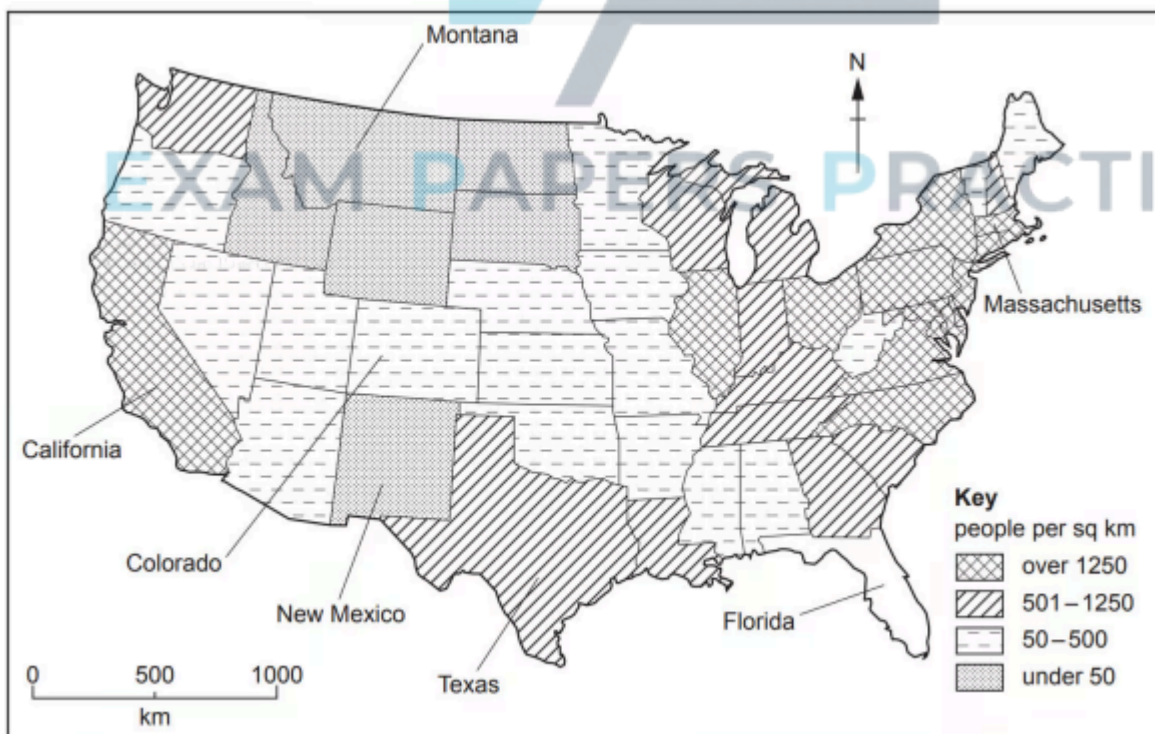 Montana
N
EXAM PAPERS PRACTI
Massachusetts
California
Key
people per sq km
over 1250
501–1250
50–500
under 50
Colorado
New Mexico
Florida
Texas
0 500 1000
km